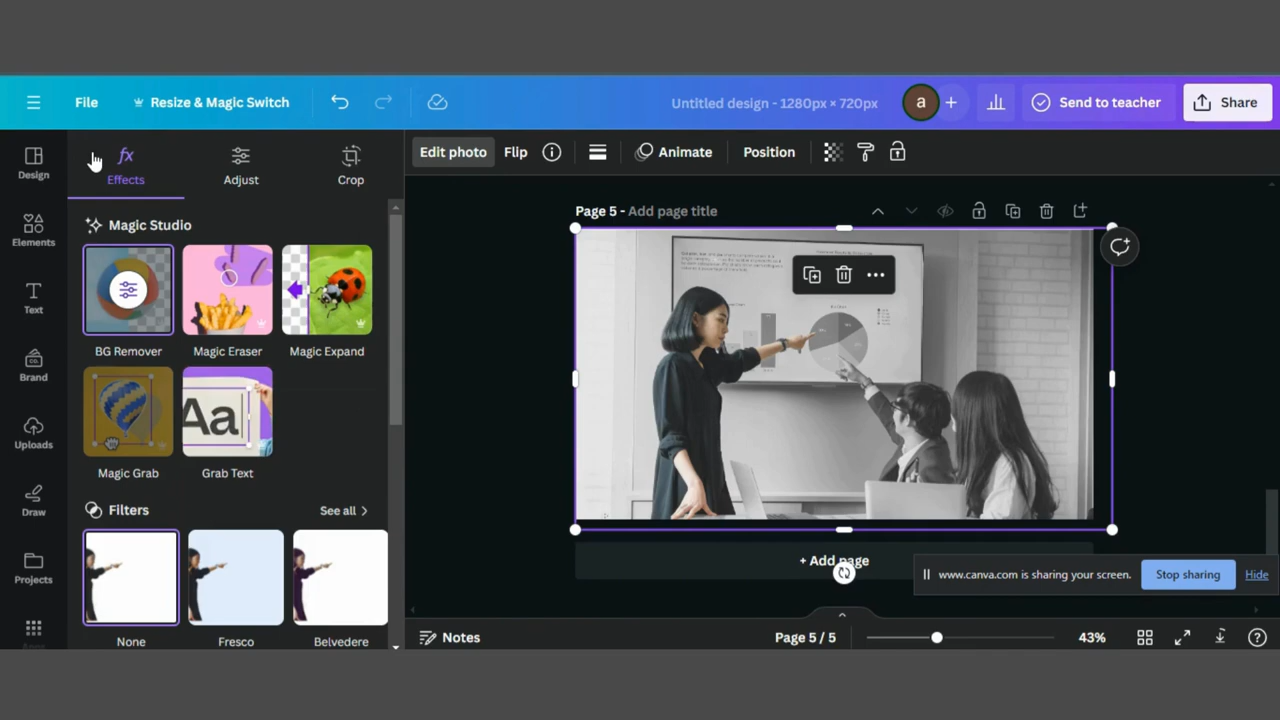 File
Resize & Magic Switch
Untitled design - 1280px × 720px
a
Send to teacher
Share
Design
Elements
Text
Brand
Uploads
Draw
Projects
Effects
Adjust
Crop
Edit photo
Flip
Animate
Position
Magic Studio
BG Remover
Magic Eraser
Magic Expand
Aa
Magic Grab
Grab Text
Filters
See all
None
Fresco
Belvedere
Page 5 - Add page title
+ Add page
www.canva.com is sharing your screen.
Stop sharing
Hide
Notes
Page 5 / 5
43%